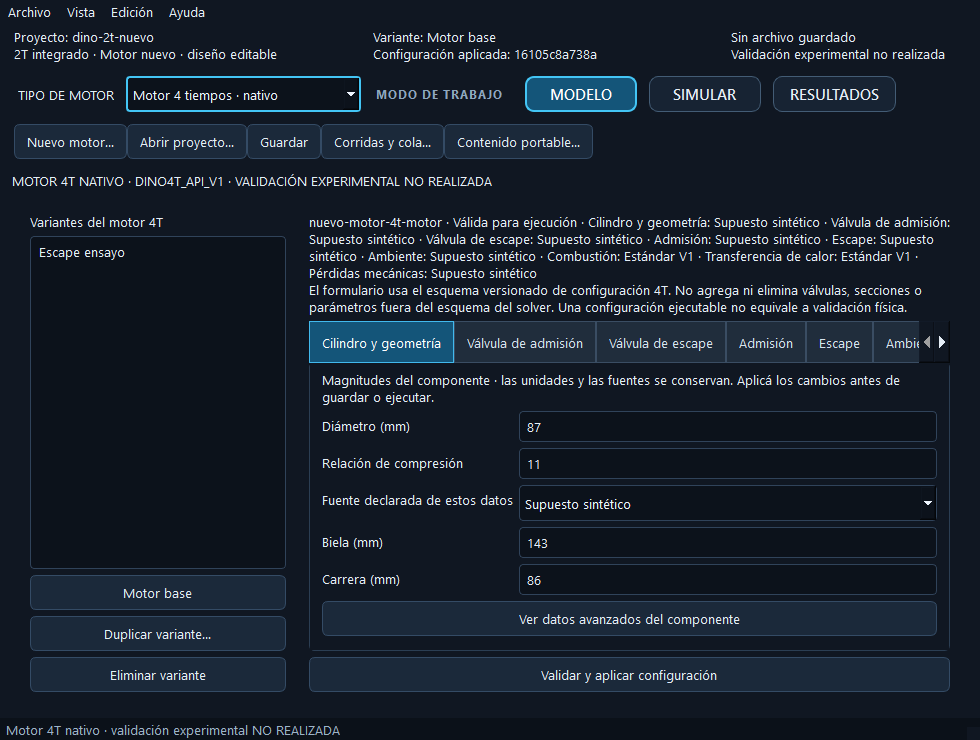 Archivo Vista Edición Ayuda
Proyecto: dino-2t-nuevo
2T integrado · Motor nuevo · diseño editable
Variante: Motor base
Configuración aplicada: 16105c8a738a
Sin archivo guardado
Validación experimental no realizada
TIPO DE MOTOR Motor 4 tiempos · nativo MODO DE TRABAJO MODELO SIMULAR RESULTADOS
Nuevo motor... Abrir proyecto... Guardar Corridas y cola... Contenido portable...
MOTOR 4T NATIVO · DINO4T_API_V1 · VALIDACIÓN EXPERIMENTAL NO REALIZADA
Variantes del motor 4T
Escape ensayo
Motor base
Duplicar variante...
Eliminar variante
nuevo-motor-4t-motor · Válida para ejecución · Cilindro y geometría: Supuesto sintético · Válvula de admisión:
Supuesto sintético · Válvula de escape: Supuesto sintético · Admisión: Supuesto sintético · Escape: Supuesto
sintético · Ambiente: Supuesto sintético · Combustión: Estándar V1 · Transferencia de calor: Estándar V1 ·
Pérdidas mecánicas: Supuesto sintético
El formulario usa el esquema versionado de configuración 4T. No agrega ni elimina válvulas, secciones o
parámetros fuera del esquema del solver. Una configuración ejecutable no equivale a validación física.
Cilindro y geometría Válvula de admisión Válvula de escape Admisión Escape Ambie
Magnitudes del componente · las unidades y las fuentes se conservan. Aplicá los cambios antes de
guardar o ejecutar.
Diámetro (mm) 87
Relación de compresión 11
Fuente declarada de estos datos Supuesto sintético
Biela (mm) 143
Carrera (mm) 86
Ver datos avanzados del componente
Validar y aplicar configuración
Motor 4T nativo · validación experimental NO REALIZADA